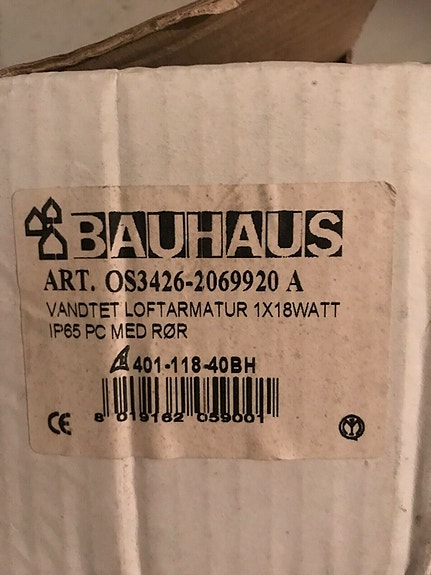 BAUHAUS
ART. OS3426-2069920 A
VANDTET LOFTARMATUR 1X18WATT
IP65 PC MED RØR
401-118-40BH
8 019162 059001
CE